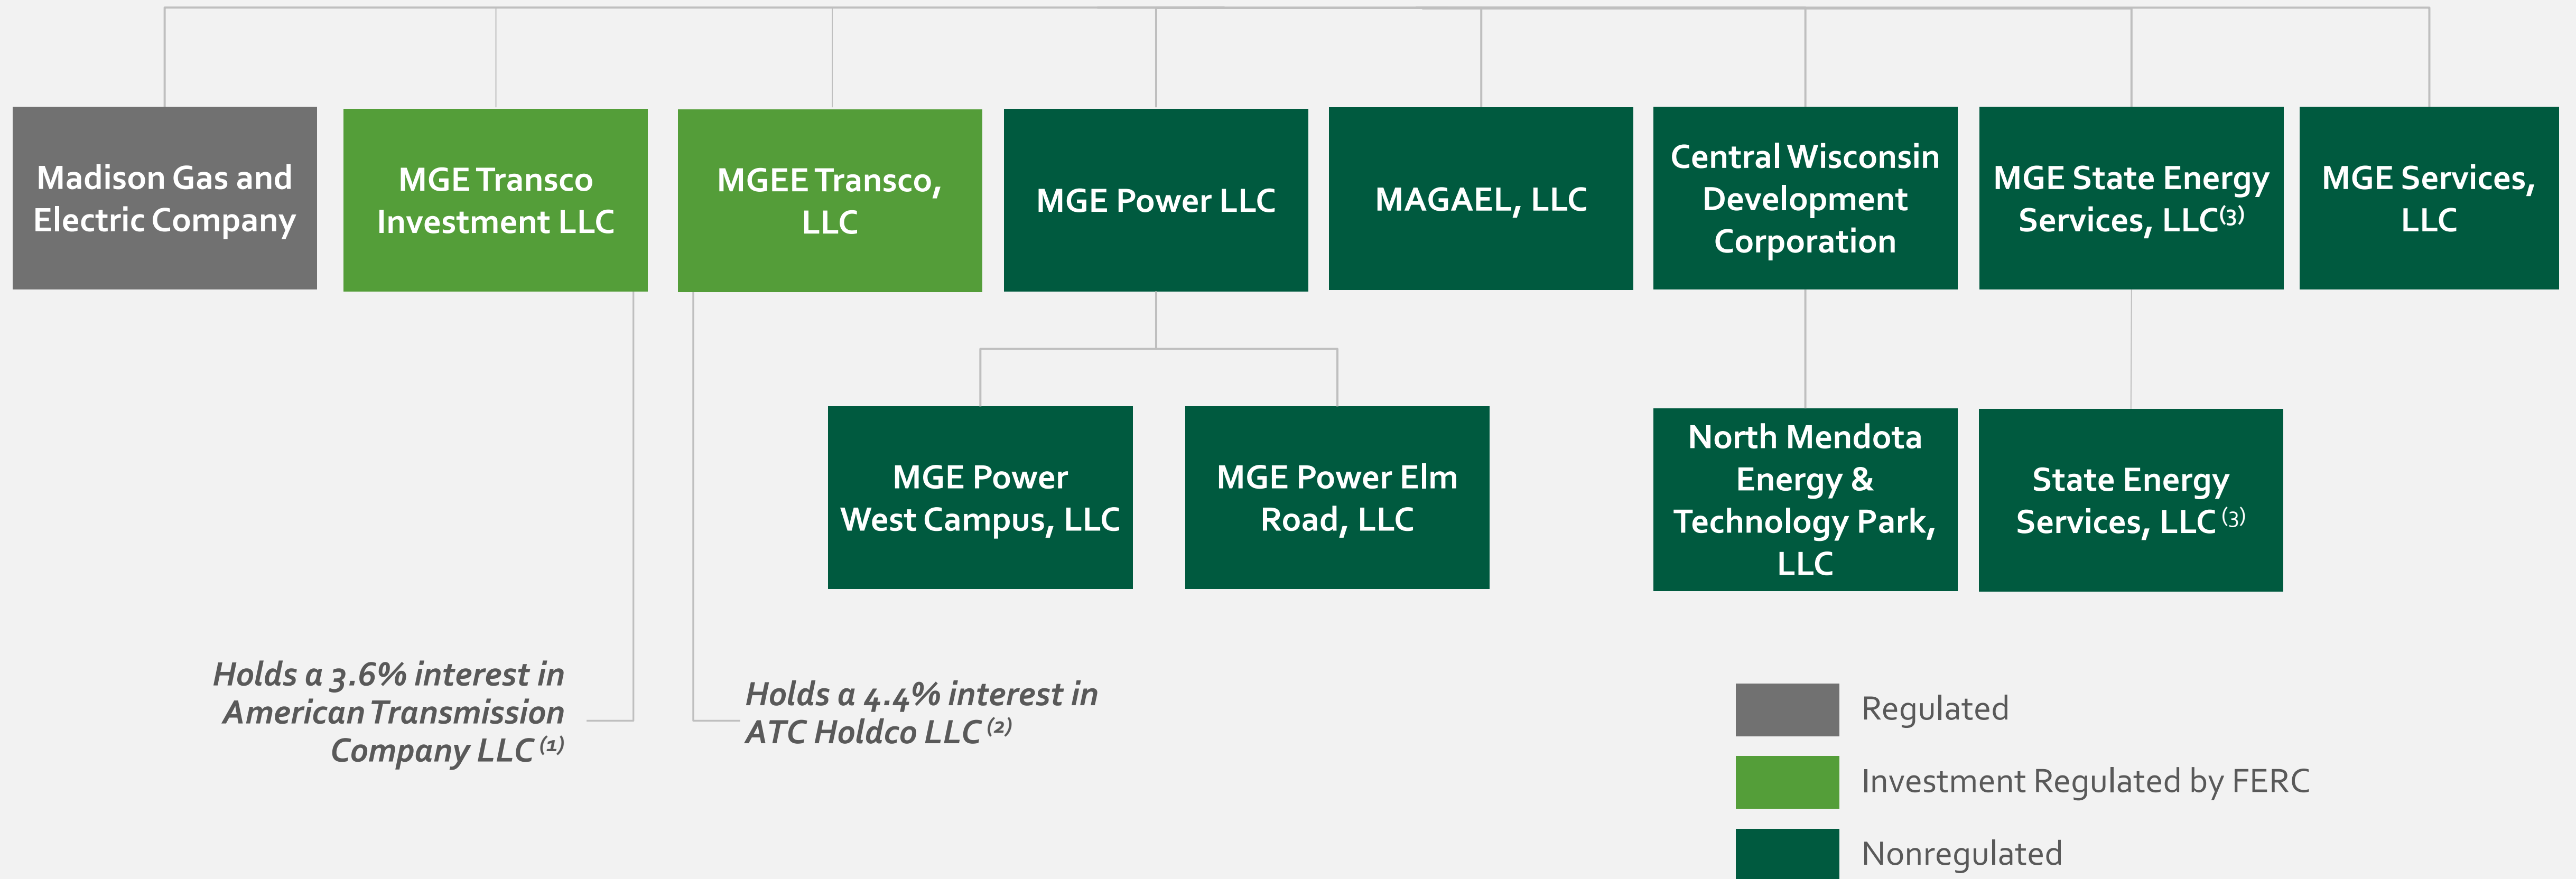 Madison Gas and
Electric Company
MGE Transco
Investment LLC
MGEE Transco,
LLC
MGE Power LLC
MAGAEL, LLC
Central Wisconsin
Development
Corporation
MGE State Energy
Services, LLC(3)
MGE Services,
LLC
MGE Power
West Campus, LLC
MGE Power Elm
Road, LLC
North Mendota
Energy &
Technology Park,
LLC
State Energy
Services, LLC (3)
Holds a 3.6% interest in
American Transmission
Company LLC (1)
Holds a 4.4% interest in
ATC Holdco LLC (2)
Regulated
Investment Regulated by FERC
Nonregulated